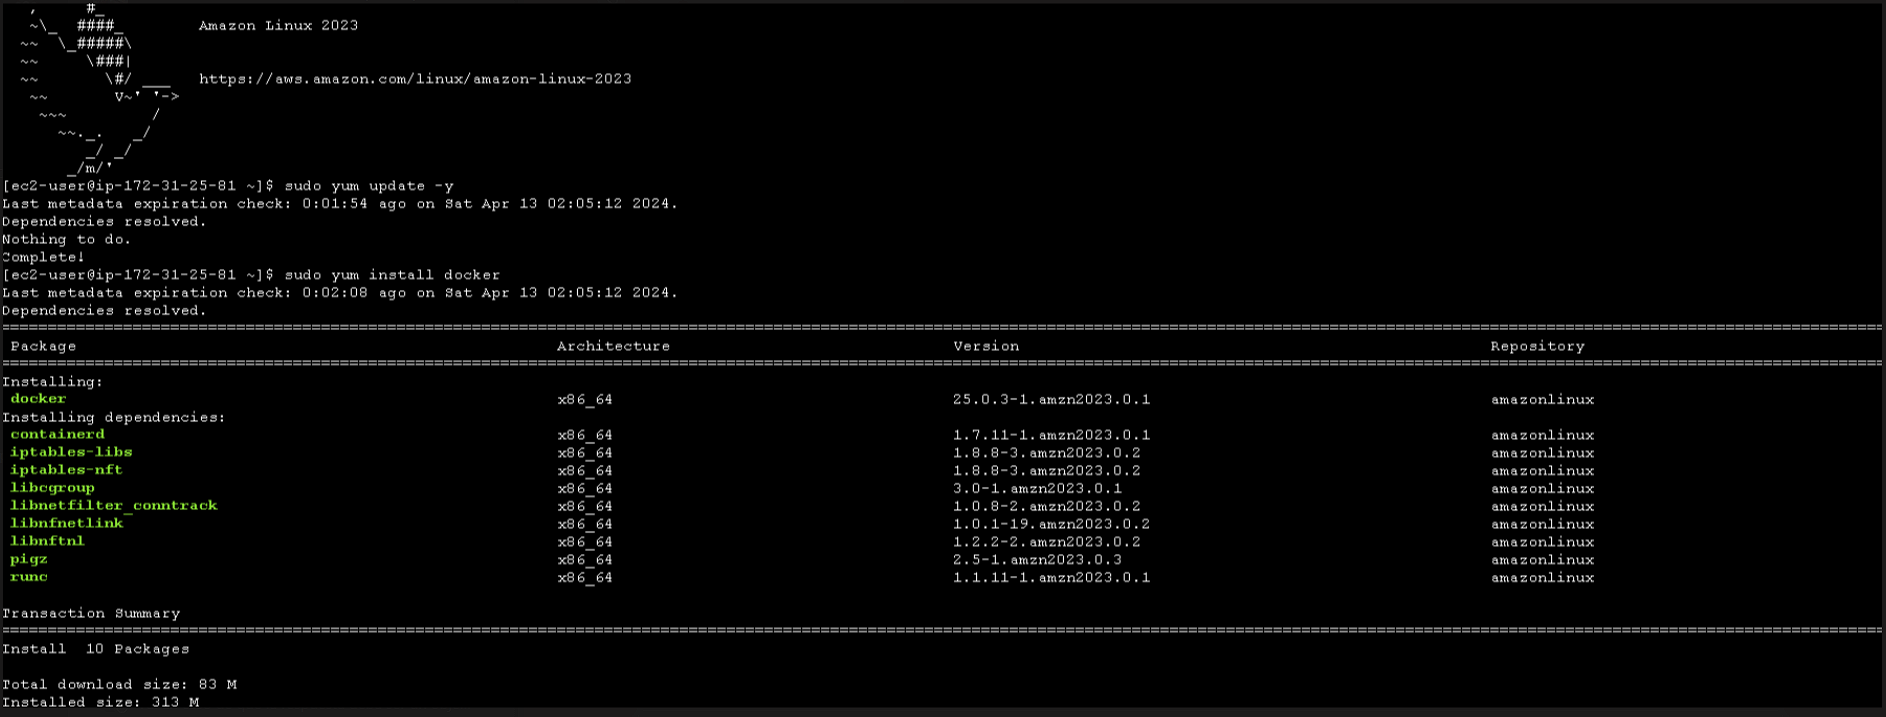 ,     #_
   ~\_  ####_        Amazon Linux 2023
  ~~  \_#####\
  ~~     \###|
  ~~       \#/ ___   https://aws.amazon.com/linux/amazon-linux-2023
   ~~       V~' '->
    ~~~         /
      ~~._.   _/
         _/ _/
       _/m/'
[ec2-user@ip-172-31-25-81 ~]$ sudo yum update -y
Last metadata expiration check: 0:01:54 ago on Sat Apr 13 02:05:12 2024.
Dependencies resolved.
Nothing to do.
Complete!
[ec2-user@ip-172-31-25-81 ~]$ sudo yum install docker
Last metadata expiration check: 0:02:08 ago on Sat Apr 13 02:05:12 2024.
Dependencies resolved.
Package Architecture Version Repository
Installing:
docker x86_64 25.0.3-1.amzn2023.0.1 amazonlinux
Installing dependencies:
containerd x86_64 1.7.11-1.amzn2023.0.1 amazonlinux
iptables-libs x86_64 1.8.8-3.amzn2023.0.2 amazonlinux
iptables-nft x86_64 1.8.8-3.amzn2023.0.2 amazonlinux
libcgroup x86_64 3.0-1.amzn2023.0.1 amazonlinux
libnetfilter_conntrack x86_64 1.0.8-2.amzn2023.0.2 amazonlinux
libnfnetlink x86_64 1.0.1-19.amzn2023.0.2 amazonlinux
libnftnl x86_64 1.2.2-2.amzn2023.0.2 amazonlinux
pigz x86_64 2.5-1.amzn2023.0.3 amazonlinux
runc x86_64 1.1.11-1.amzn2023.0.1 amazonlinux
Transaction Summary
Install  10 Packages
Total download size: 83 M
Installed size: 313 M